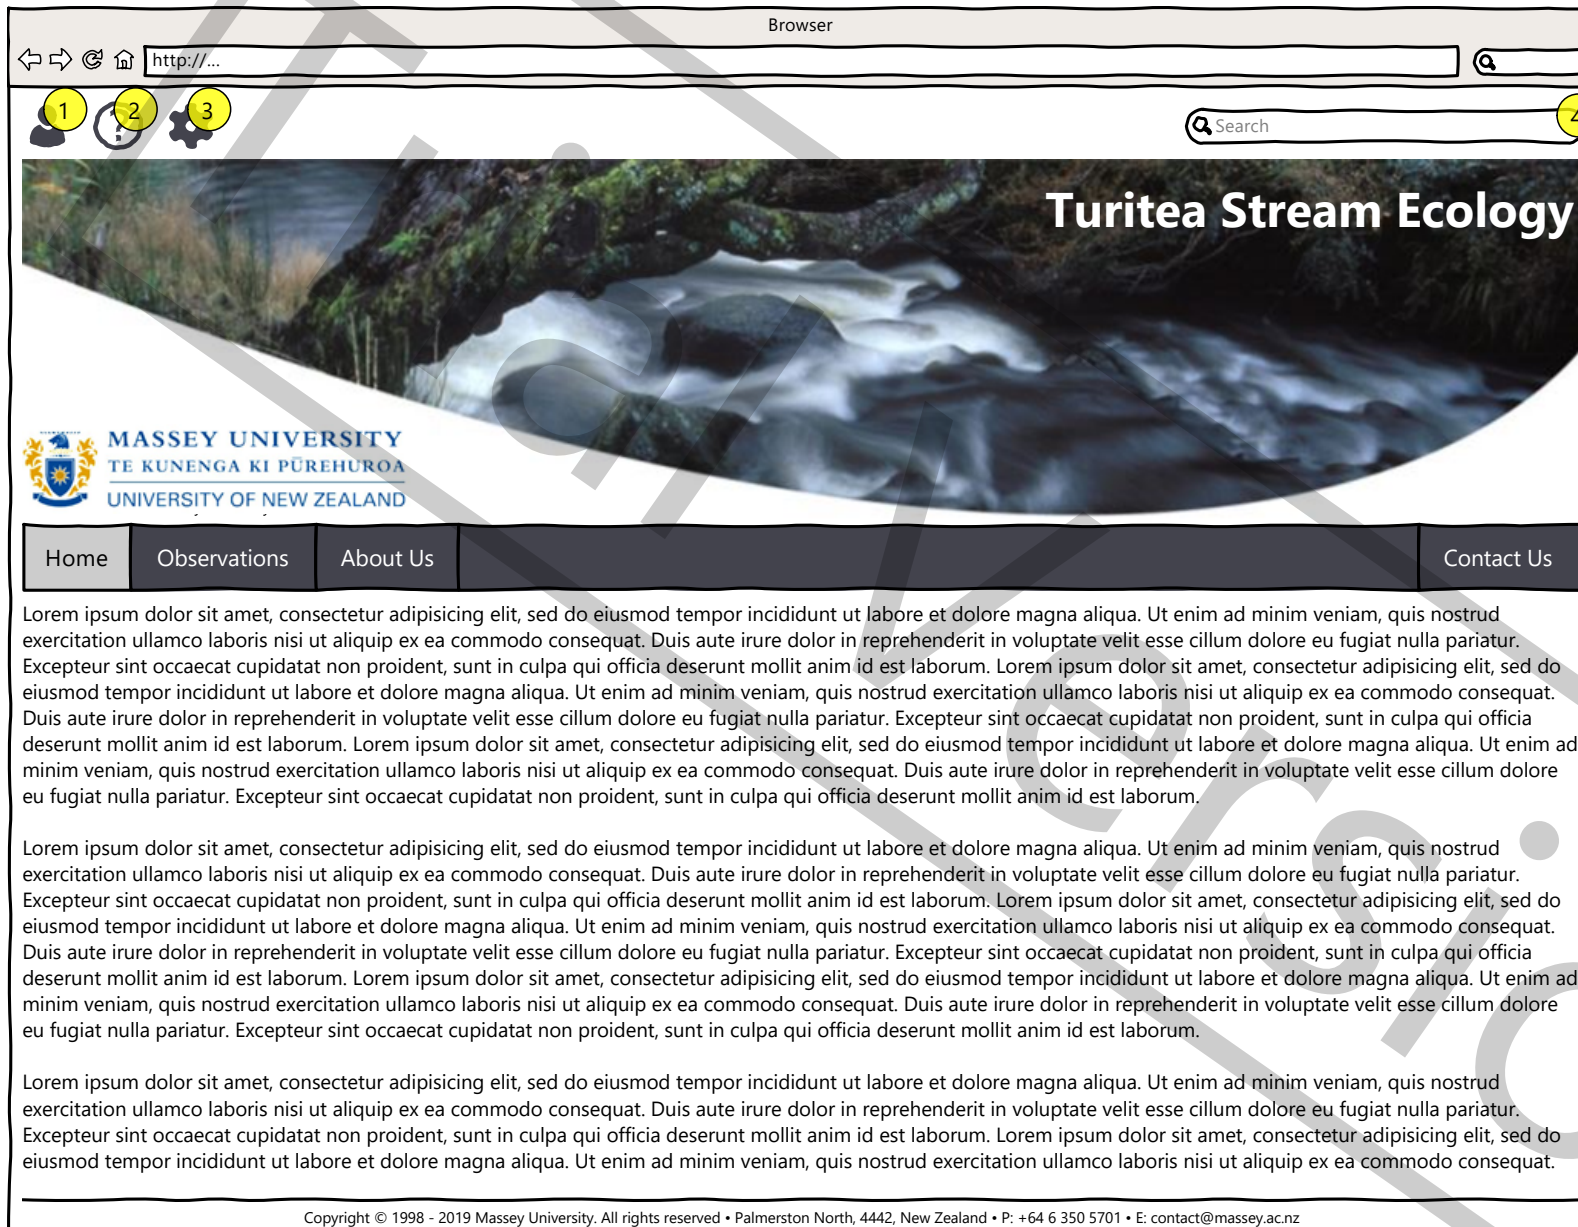 Browser
http://...
1
2
3
Search
4
Turitea Stream Ecology
MASSEY UNIVERSITY
TE KUNENGA KI PŪREHUROA
UNIVERSITY OF NEW ZEALAND
Home Observations About Us Contact Us
Lorem ipsum dolor sit amet, consectetur adipisicing elit, sed do eiusmod tempor incididunt ut labore et dolore magna aliqua. Ut enim ad minim veniam, quis nostrud
exercitation ullamco laboris nisi ut aliquip ex ea commodo consequat. Duis aute irure dolor in reprehenderit in voluptate velit esse cillum dolore eu fugiat nulla pariatur.
Excepteur sint occaecat cupidatat non proident, sunt in culpa qui officia deserunt mollit anim id est laborum. Lorem ipsum dolor sit amet, consectetur adipisicing elit, sed do
eiusmod tempor incididunt ut labore et dolore magna aliqua. Ut enim ad minim veniam, quis nostrud exercitation ullamco laboris nisi ut aliquip ex ea commodo consequat.
Duis aute irure dolor in reprehenderit in voluptate velit esse cillum dolore eu fugiat nulla pariatur. Excepteur sint occaecat cupidatat non proident, sunt in culpa qui officia
deserunt mollit anim id est laborum. Lorem ipsum dolor sit amet, consectetur adipisicing elit, sed do eiusmod tempor incididunt ut labore et dolore magna aliqua. Ut enim ad
minim veniam, quis nostrud exercitation ullamco laboris nisi ut aliquip ex ea commodo consequat. Duis aute irure dolor in reprehenderit in voluptate velit esse cillum dolore
eu fugiat nulla pariatur. Excepteur sint occaecat cupidatat non proident, sunt in culpa qui officia deserunt mollit anim id est laborum.
Lorem ipsum dolor sit amet, consectetur adipisicing elit, sed do eiusmod tempor incididunt ut labore et dolore magna aliqua. Ut enim ad minim veniam, quis nostrud
exercitation ullamco laboris nisi ut aliquip ex ea commodo consequat. Duis aute irure dolor in reprehenderit in voluptate velit esse cillum dolore eu fugiat nulla pariatur.
Excepteur sint occaecat cupidatat non proident, sunt in culpa qui officia deserunt mollit anim id est laborum. Lorem ipsum dolor sit amet, consectetur adipisicing elit, sed do
eiusmod tempor incididunt ut labore et dolore magna aliqua. Ut enim ad minim veniam, quis nostrud exercitation ullamco laboris nisi ut aliquip ex ea commodo consequat.
Duis aute irure dolor in reprehenderit in voluptate velit esse cillum dolore eu fugiat nulla pariatur. Excepteur sint occaecat cupidatat non proident, sunt in culpa qui officia
deserunt mollit anim id est laborum. Lorem ipsum dolor sit amet, consectetur adipisicing elit, sed do eiusmod tempor incididunt ut labore et dolore magna aliqua. Ut enim ad
minim veniam, quis nostrud exercitation ullamco laboris nisi ut aliquip ex ea commodo consequat. Duis aute irure dolor in reprehenderit in voluptate velit esse cillum dolore
eu fugiat nulla pariatur. Excepteur sint occaecat cupidatat non proident, sunt in culpa qui officia deserunt mollit anim id est laborum.
Lorem ipsum dolor sit amet, consectetur adipisicing elit, sed do eiusmod tempor incididunt ut labore et dolore magna aliqua. Ut enim ad minim veniam, quis nostrud
exercitation ullamco laboris nisi ut aliquip ex ea commodo consequat. Duis aute irure dolor in reprehenderit in voluptate velit esse cillum dolore eu fugiat nulla pariatur.
Excepteur sint occaecat cupidatat non proident, sunt in culpa qui officia deserunt mollit anim id est laborum. Lorem ipsum dolor sit amet, consectetur adipisicing elit, sed do
eiusmod tempor incididunt ut labore et dolore magna aliqua. Ut enim ad minim veniam, quis nostrud exercitation ullamco laboris nisi ut aliquip ex ea commodo consequat.
Copyright © 1998 - 2019 Massey University. All rights reserved • Palmerston North, 4442, New Zealand • P: +64 6 350 5701 • E: contact@massey.ac.nz
Trial Versio